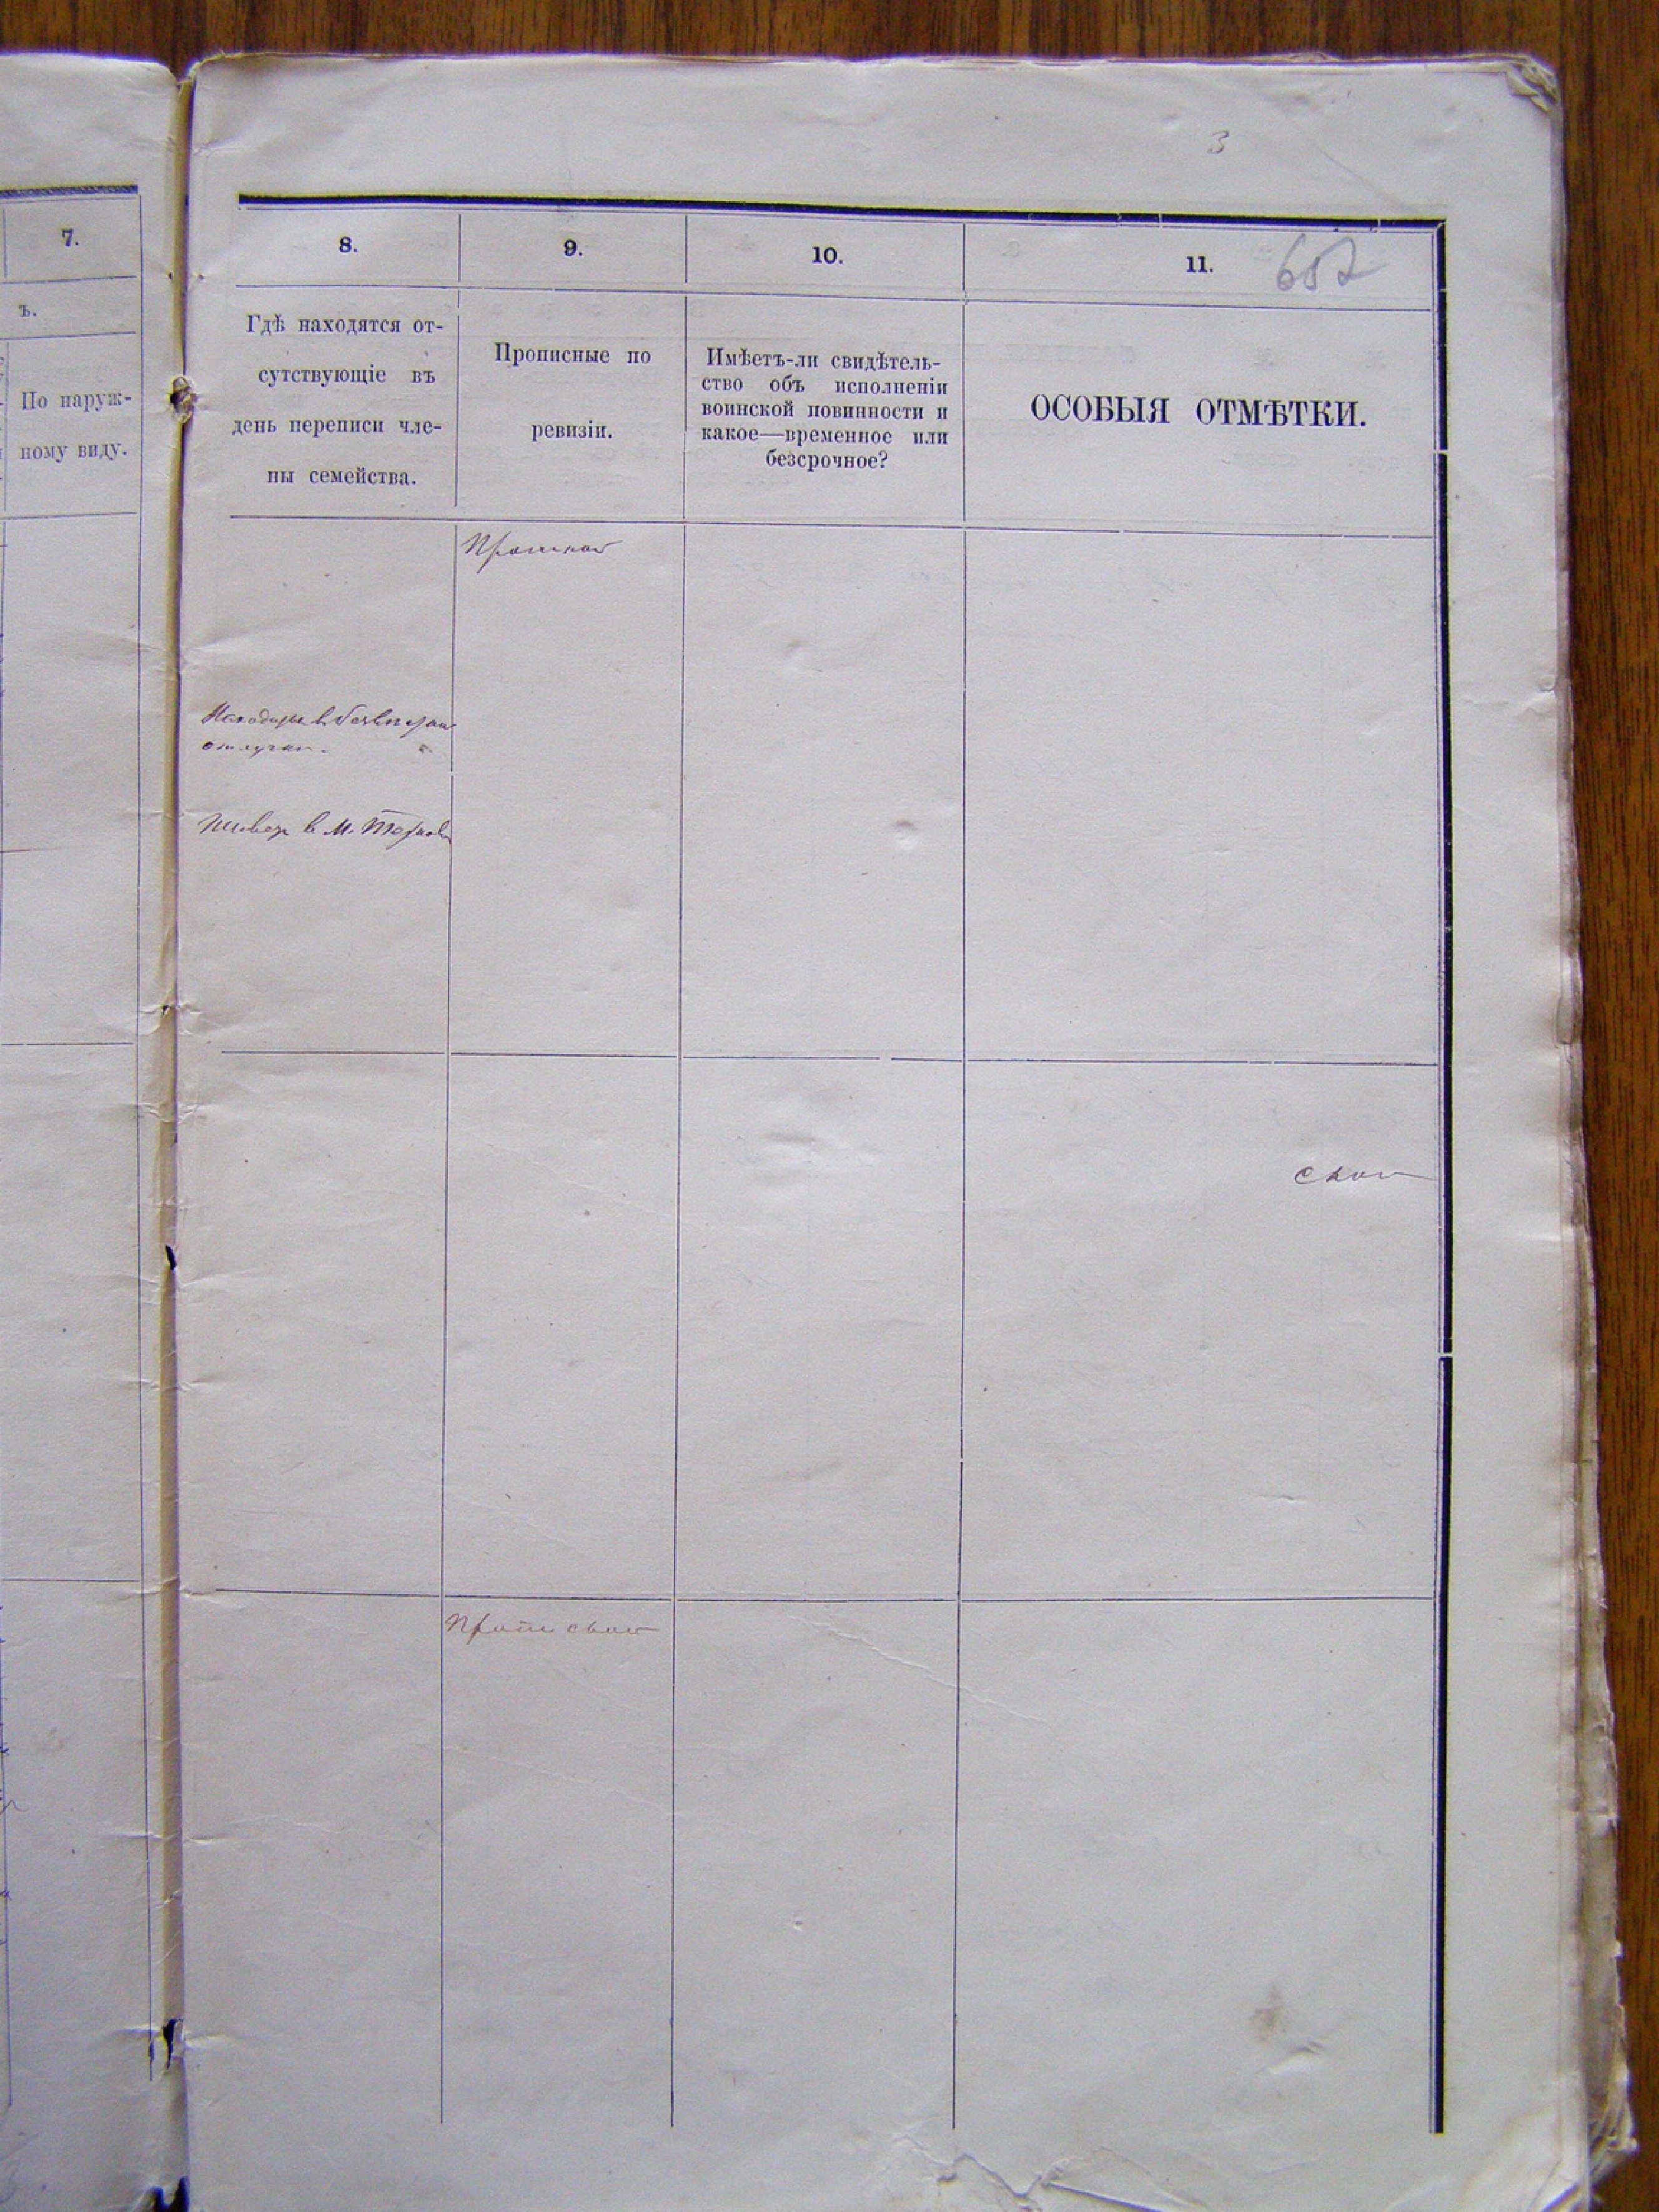 3
7.
ъ.
По наруж-
ному виду.
8.
9.
10.
11.
657
Гдѣ находятся от-
сутствующіе въ
день переписи чле-
ны семейства.
Прописные по
ревизіи.
Имѣетъ-ли свидѣтель-
ство объ исполненіи
воинской повинности и
какое—временное или
безсрочное?
ОСОБЫЯ ОТМѢТКИ.
в
в М.